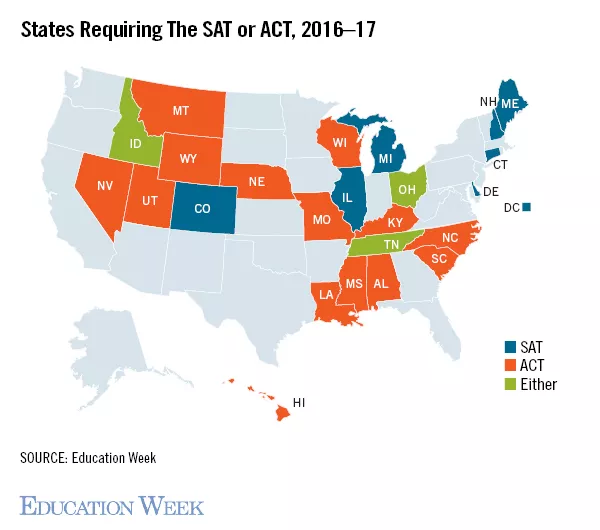 States Requiring The SAT or ACT, 2016–17
NH
ME
MT
ID
WI
MI
WY
CT
NE
NV
UT
CO
IL
OH
DE
MO
KY
DC
TN
NC
SC
MS
AL
LA
SAT
ACT
Either
HI
SOURCE: Education Week
EDUCATION WEEK